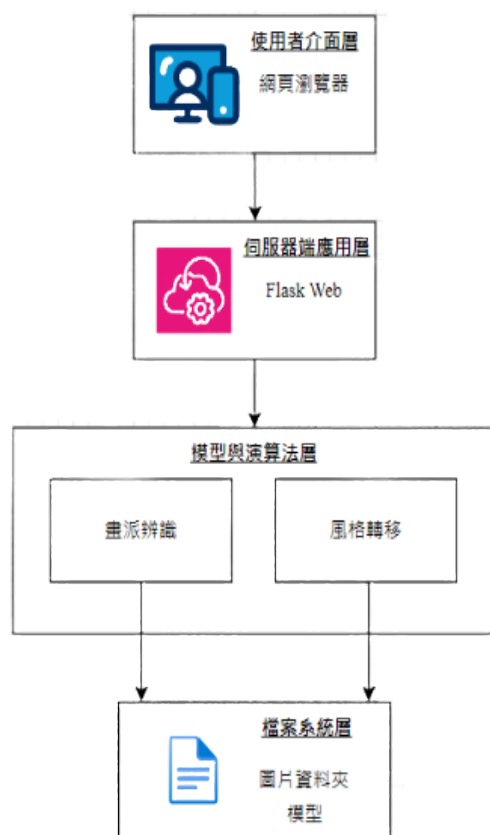 使用者介面層
網頁瀏覽器
伺服器端應用層
Flask Web
模型與演算法層
畫派辨識
風格轉移
檔案系統層
圖片資料夾
模型